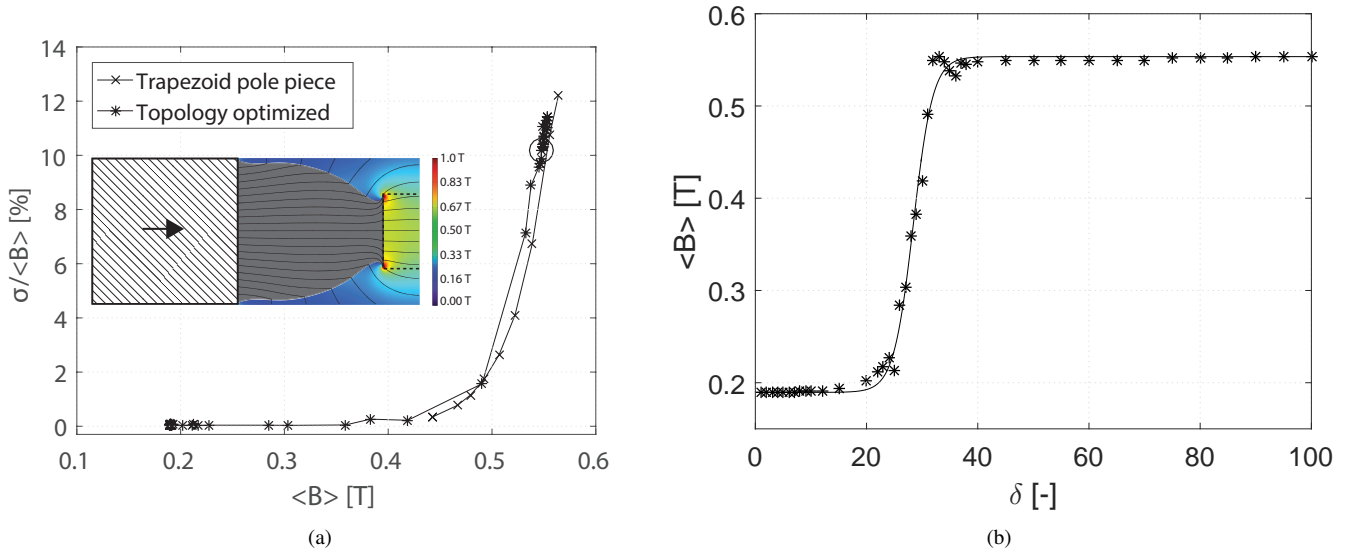 14
12
10
8
6
4
2
0
σ/<B> [%]
Trapezoid pole piece
Topology optimized
1.0 T
0.83 T
0.67 T
0.50 T
0.33 T
0.16 T
0.00 T
0.1 0.2 0.3 0.4 0.5 0.6
<B> [T]
(a)
0.6
0.5
0.4
0.3
0.2
<B> [T]
0 20 40 60 80 100
δ [-]
(b)